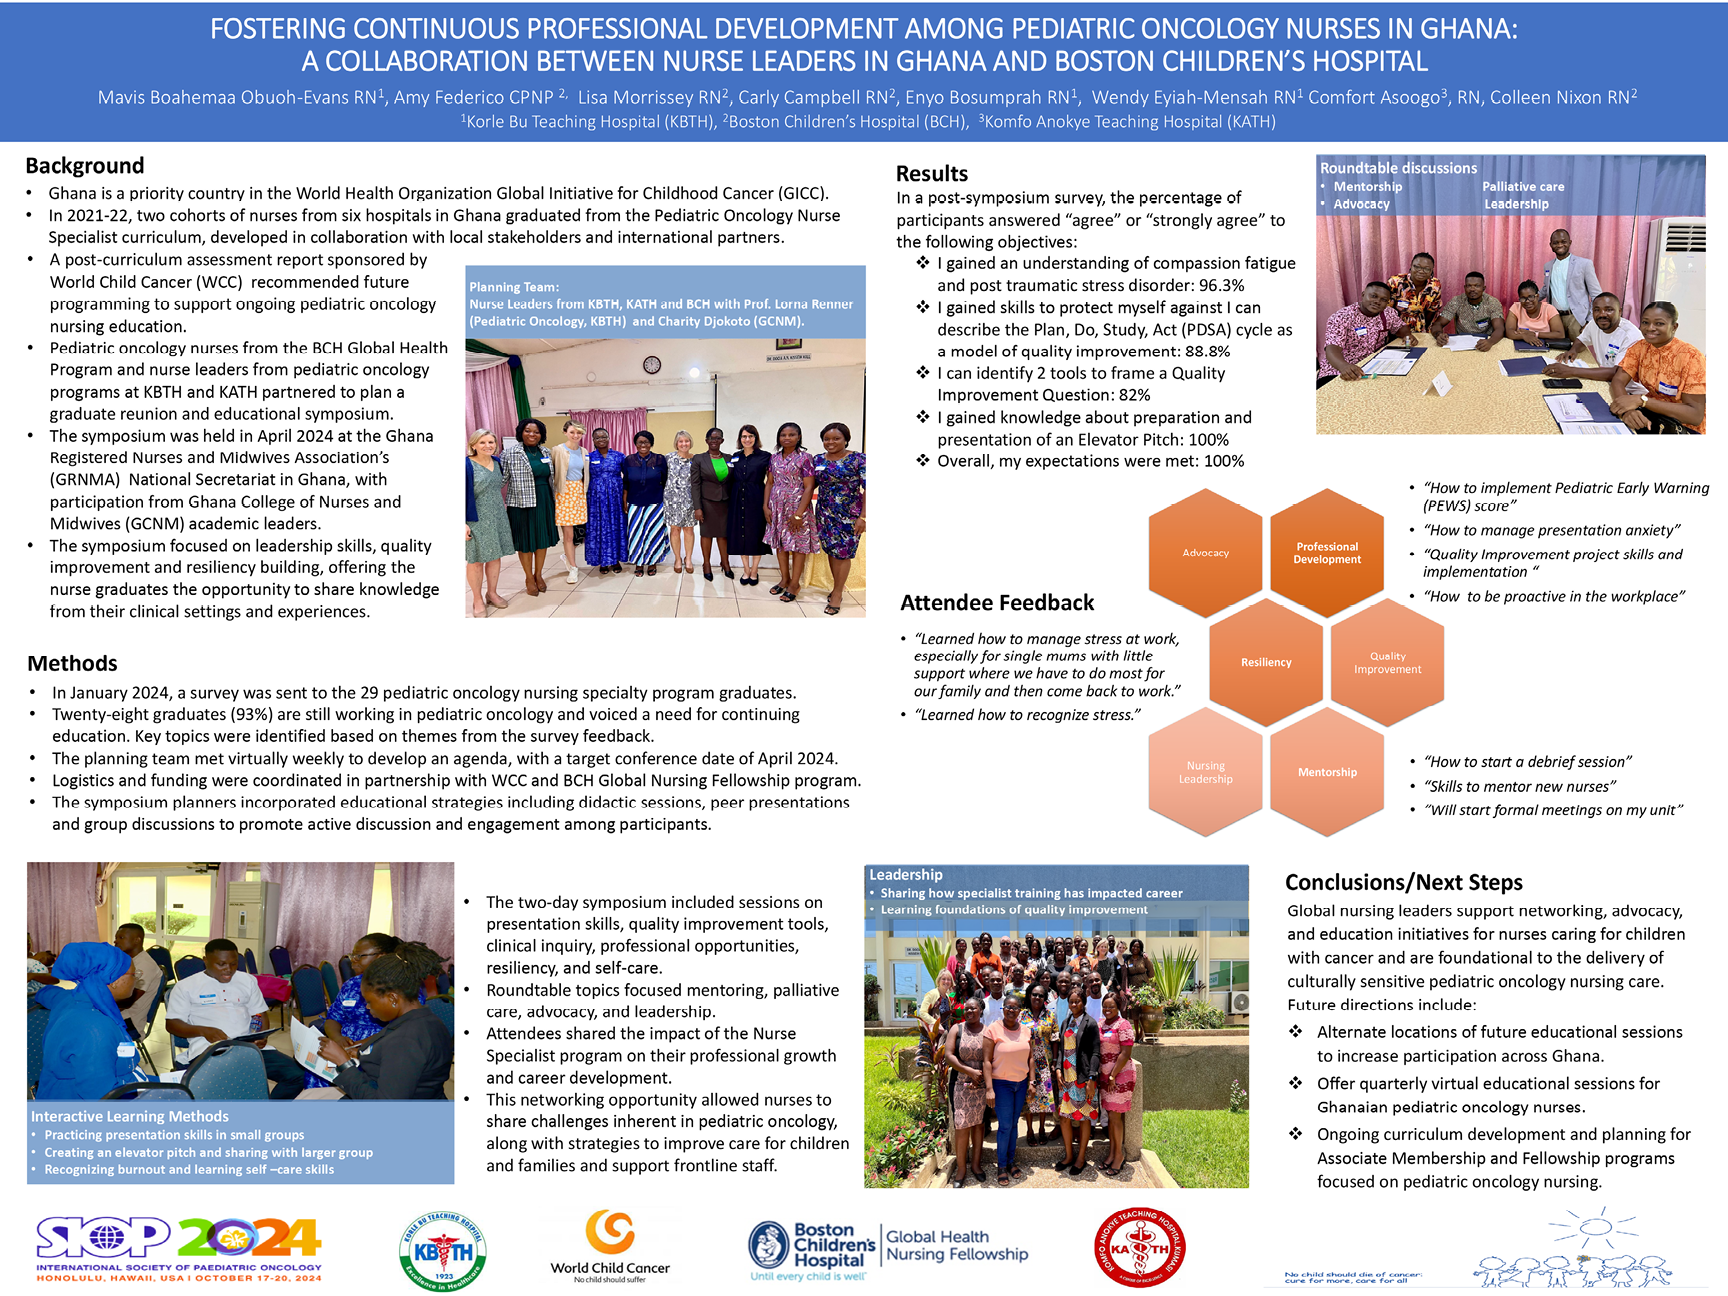 FOSTERING CONTINUOUS PROFESSIONAL DEVELOPMENT AMONG PEDIATRIC ONCOLOGY NURSES IN GHANA:
A COLLABORATION BETWEEN NURSE LEADERS IN GHANA AND BOSTON CHILDREN'S HOSPITAL
Mavis Boahemaa Obuoh-Evans RN1, Amy Federico CPNP 2, Lisa Morrissey RN2, Carly Campbell RN2, Enyo Bosumprah RN1, Wendy Eyiah-Mensah RN1 Comfort Asoogo3, RN, Colleen Nixon RN2
1Korle Bu Teaching Hospital (KBTH), 2Boston Children's Hospital (BCH), 3Komfo Anokye Teaching Hospital (KATH)
Background
• Ghana is a priority country in the World Health Organization Global Initiative for Childhood Cancer (GICC).
• In 2021-22, two cohorts of nurses from six hospitals in Ghana graduated from the Pediatric Oncology Nurse
Specialist curriculum, developed in collaboration with local stakeholders and international partners.
• A post-curriculum assessment report sponsored by
World Child Cancer (WCC) recommended future
programming to support ongoing pediatric oncology
nursing education.
• Pediatric oncology nurses from the BCH Global Health
Program and nurse leaders from pediatric oncology
programs at KBTH and KATH partnered to plan a
graduate reunion and educational symposium.
• The symposium was held in April 2024 at the Ghana
Registered Nurses and Midwives Association's
(GRNMA) National Secretariat in Ghana, with
participation from Ghana College of Nurses and
Midwives (GCNM) academic leaders.
• The symposium focused on leadership skills, quality
improvement and resiliency building, offering the
nurse graduates the opportunity to share knowledge
from their clinical settings and experiences.
Planning Team:
Nurse Leaders from KBTH, KATH and BCH with Prof. Lorna Renner
(Pediatric Oncology, KBTH) and Charity Djokoto (GCNM).
Methods
• In January 2024, a survey was sent to the 29 pediatric oncology nursing specialty program graduates.
• Twenty-eight graduates (93%) are still working in pediatric oncology and voiced a need for continuing
education. Key topics were identified based on themes from the survey feedback.
• The planning team met virtually weekly to develop an agenda, with a target conference date of April 2024.
• Logistics and funding were coordinated in partnership with WCC and BCH Global Nursing Fellowship program.
• The symposium planners incorporated educational strategies including didactic sessions, peer presentations
and group discussions to promote active discussion and engagement among participants.
Interactive Learning Methods
• Practicing presentation skills in small groups
• Creating an elevator pitch and sharing with larger group
• Recognizing burnout and learning self –care skills
• The two-day symposium included sessions on
presentation skills, quality improvement tools,
clinical inquiry, professional opportunities,
resiliency, and self-care.
• Roundtable topics focused mentoring, palliative
care, advocacy, and leadership.
• Attendees shared the impact of the Nurse
Specialist program on their professional growth
and career development.
• This networking opportunity allowed nurses to
share challenges inherent in pediatric oncology,
along with strategies to improve care for children
and families and support frontline staff.
Results
In a post-symposium survey, the percentage of
participants answered “agree” or “strongly agree” to
the following objectives:
❖ I gained an understanding of compassion fatigue
and post traumatic stress disorder: 96.3%
❖ I gained skills to protect myself against I can
describe the Plan, Do, Study, Act (PDSA) cycle as
a model of quality improvement: 88.8%
❖ I can identify 2 tools to frame a Quality
Improvement Question: 82%
❖ I gained knowledge about preparation and
presentation of an Elevator Pitch: 100%
❖ Overall, my expectations were met: 100%
Roundtable discussions
• Mentorship Palliative care
• Advocacy Leadership
Attendee Feedback
• “Learned how to manage stress at work,
especially for single mums with little
support where we have to do most for
our family and then come back to work.”
• “Learned how to recognize stress.”
Advocacy
Professional
Development
Resiliency
Quality
Improvement
Nursing
Leadership
Mentorship
• “How to implement Pediatric Early Warning
(PEWS) score”
• “How to manage presentation anxiety”
• “Quality Improvement project skills and
implementation “
• “How to be proactive in the workplace”
• “How to start a debrief session”
• “Skills to mentor new nurses”
• “Will start formal meetings on my unit”
Leadership
• Sharing how specialist training has impacted career
• Learning foundations of quality improvement
Conclusions/Next Steps
Global nursing leaders support networking, advocacy,
and education initiatives for nurses caring for children
with cancer and are foundational to the delivery of
culturally sensitive pediatric oncology nursing care.
Future directions include:
❖ Alternate locations of future educational sessions
to increase participation across Ghana.
❖ Offer quarterly virtual educational sessions for
Ghanaian pediatric oncology nurses.
❖ Ongoing curriculum development and planning for
Associate Membership and Fellowship programs
focused on pediatric oncology nursing.
SIOP 2024
INTERNATIONAL SOCIETY OF PAEDIATRIC ONCOLOGY
HONOLULU, HAWAII, USA | OCTOBER 17-20, 2024
KORLE BU TEACHING HOSPITAL
KBTH
1923
Excellence in Healthcare
World Child Cancer
No child should suffer
Boston
Children's
Hospital
Until every child is well
Global Health
Nursing Fellowship
KOMFO ANOKYE TEACHING HOSPITAL, KUMASI
KATH
No child should die of cancer:
cure for more, care for all